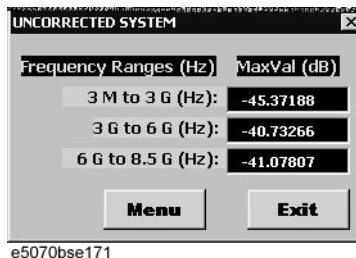 UNCORRECTED SYSTEM
Frequency Ranges (Hz) MaxVal (dB)
3 M to 3 G (Hz): -45.37188
3 G to 6 G (Hz): -40.73266
6 G to 8.5 G (Hz): -41.07807
Menu Exit
e5070bse171